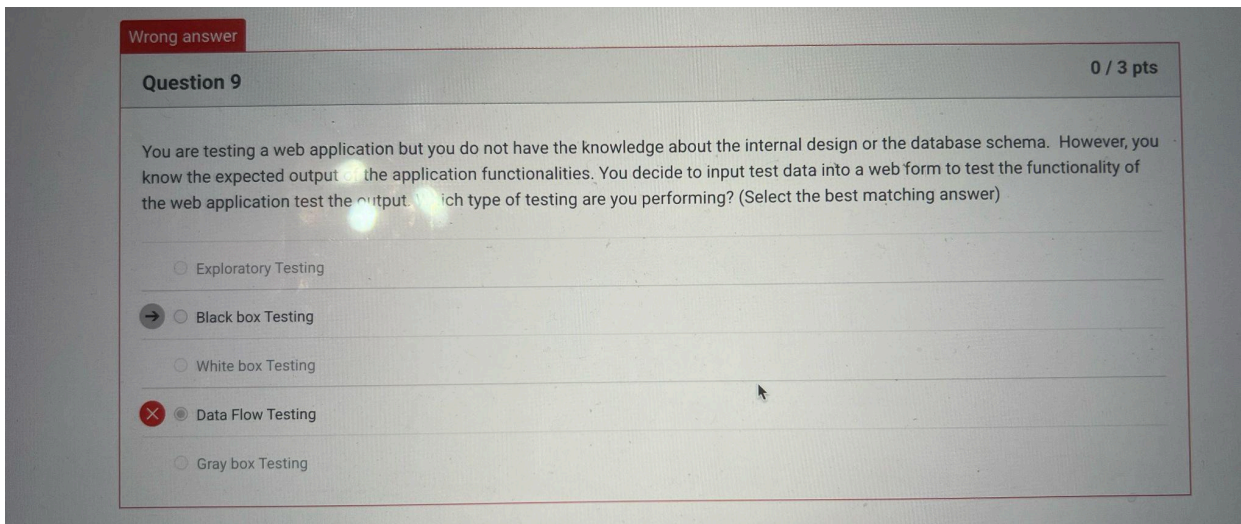 Wrong answer
Question 9
0 / 3 pts
You are testing a web application but you do not have the knowledge about the internal design or the database schema. However, you
know the expected output the application functionalities. You decide to input test data into a web form to test the functionality of
the web application test the output. type of testing are you performing? (Select the best matching answer)
Exploratory Testing
Black box Testing
White box Testing
Data Flow Testing
Gray box Testing